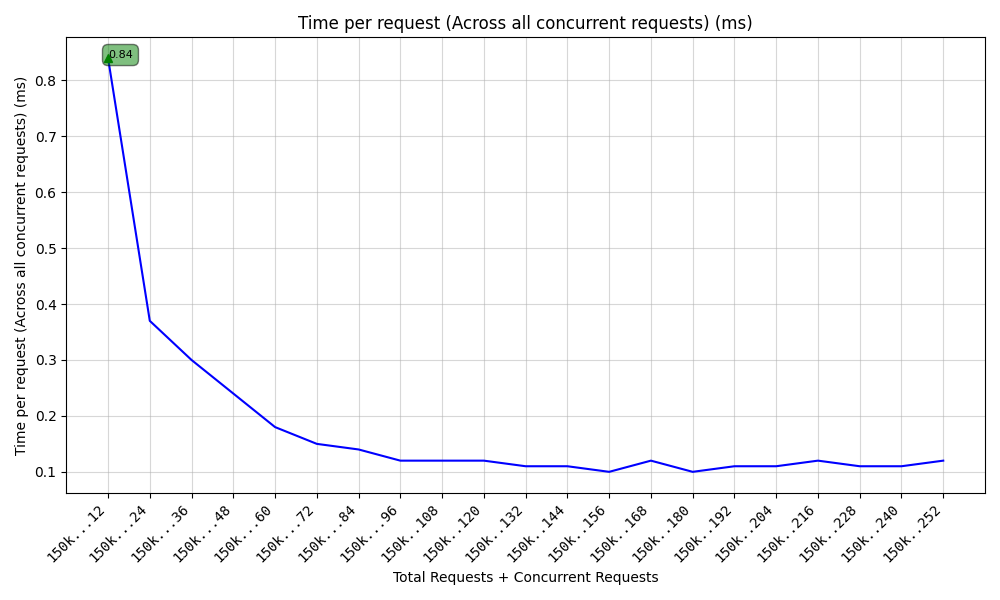 Time per request (Across all concurrent requests) (ms)
0.84
Time per request (Across all concurrent requests) (ms)
0.8
0.7
0.6
0.5
0.4
0.3
0.2
0.1
150k...12
150k...24
150k...36
150k...48
150k...60
150k...72
150k...84
150k...96
150k..108
150k..120
150k..132
150k..144
150k..156
150k..168
150k..180
150k..192
150k..204
150k..216
150k..228
150k..240
150k..252
Total Requests + Concurrent Requests